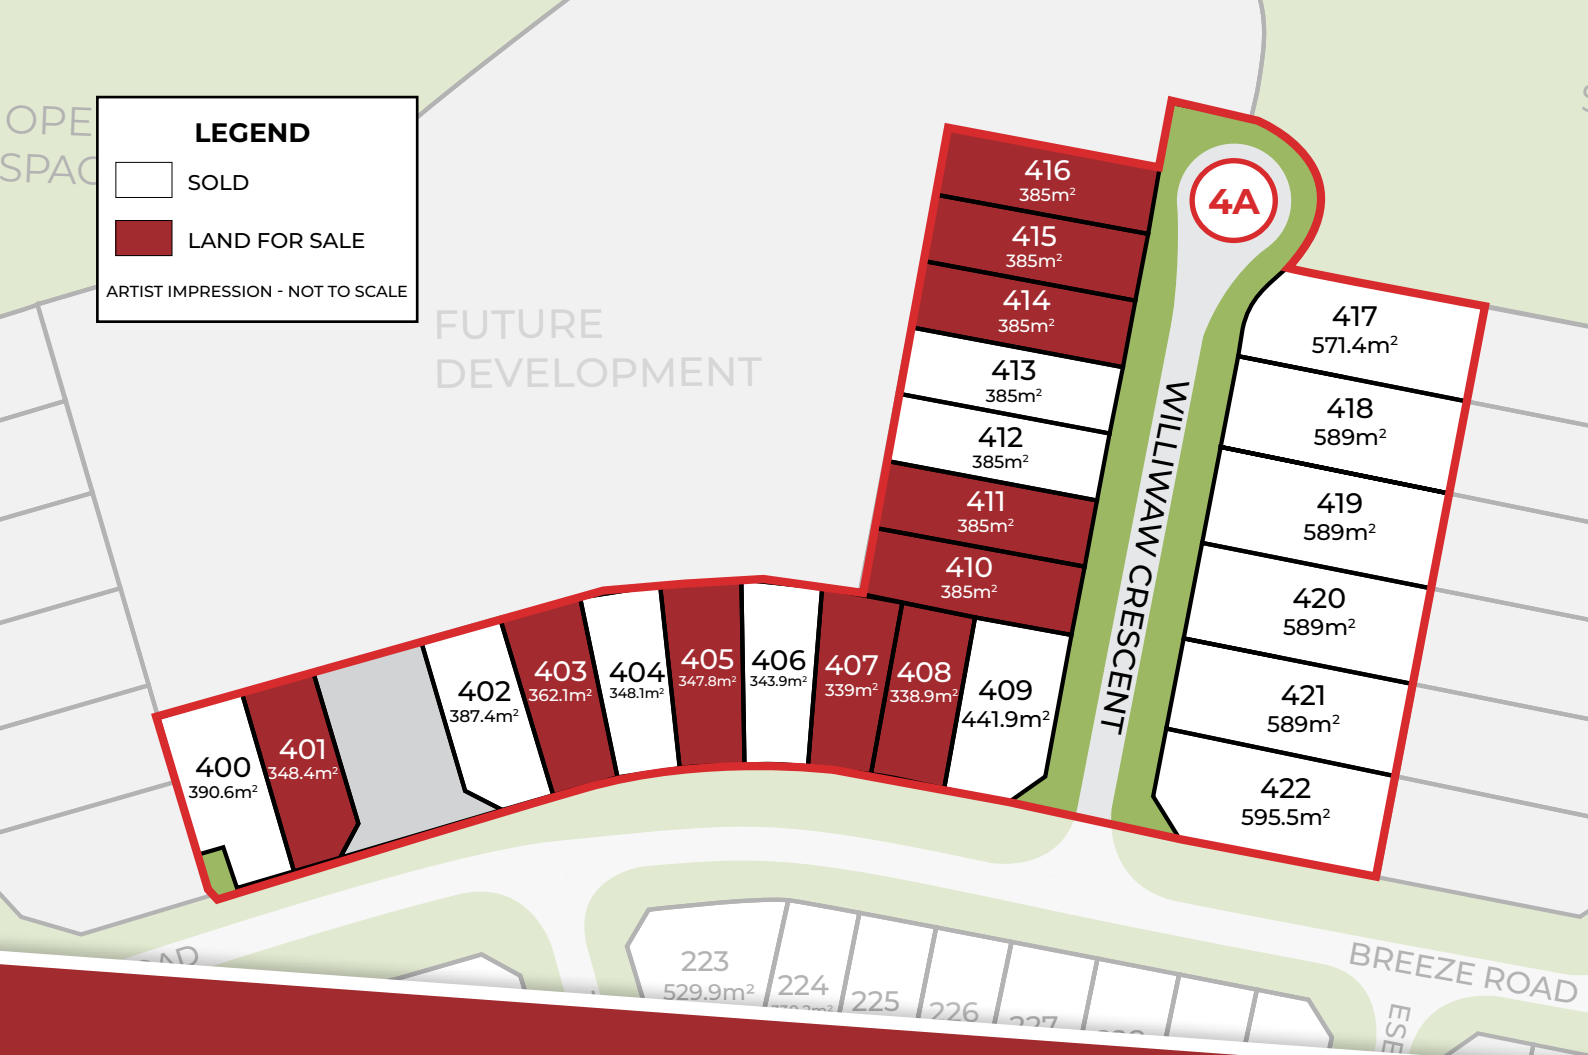 OPE
SPAC
LEGEND
SOLD
LAND FOR SALE
ARTIST IMPRESSION - NOT TO SCALE
FUTURE
DEVELOPMENT
4A
416
385m²
415
385m²
414
385m²
413
385m²
412
385m²
411
385m²
410
385m²
417
571.4m²
418
589m²
419
589m²
420
589m²
421
589m²
422
595.5m²
WILLIWAW CRESCENT
400
390.6m²
401
348.4m²
402
387.4m²
403
362.1m²
404
348.1m²
405
347.8m²
406
343.9m²
407
339m²
408
338.9m²
409
441.9m²
OAD
223
529.9m²
224
225
226
227
BREEZE ROAD
ESE